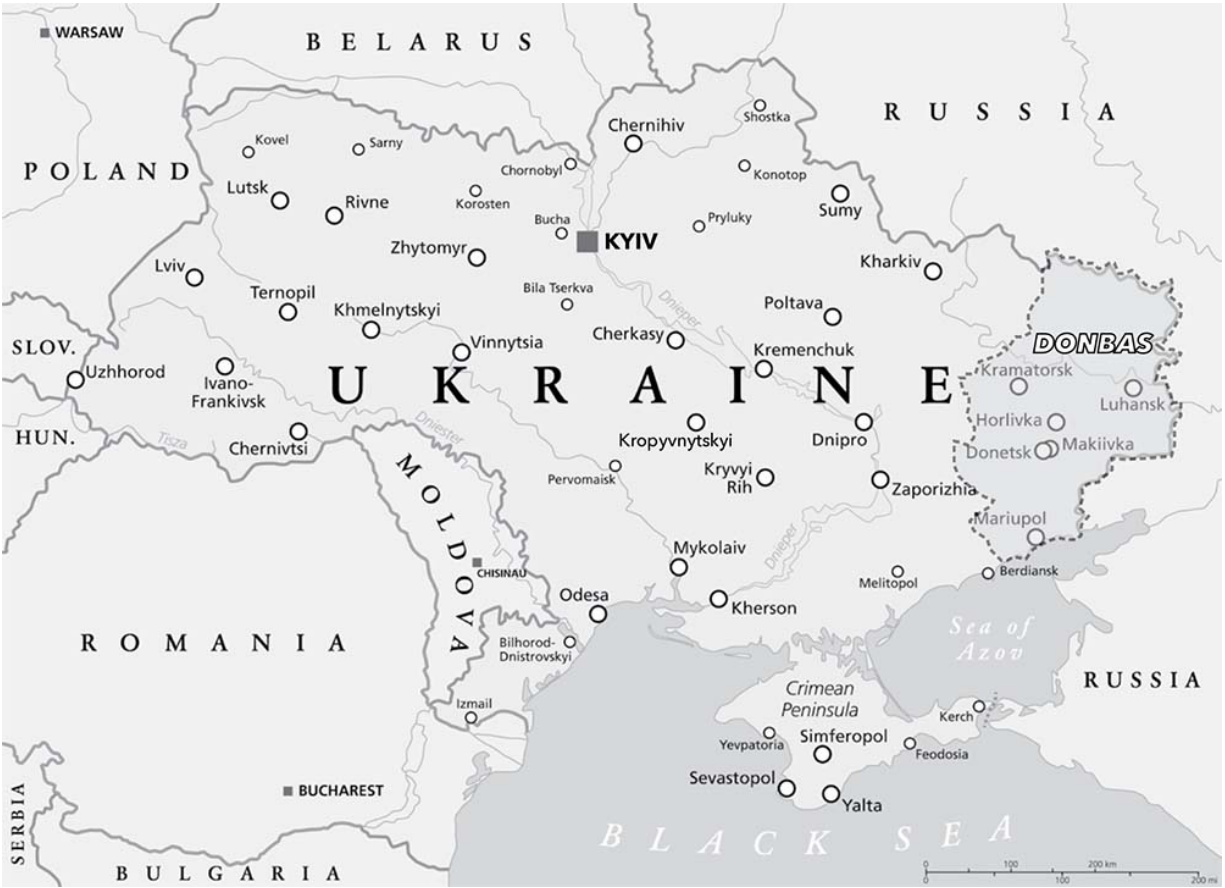 WARSAW
BELARUS
RUSSIA
POLAND
Shostka
Chernihiv
Kovel
Sarny
Chornobyl
Konotop
Lutsk
Rivne
Korosten
Sumy
Bucha
Pryluky
KYIV
Zhytomyr
Kharkiv
Lviv
Ternopil
Bila Tserkva
Dnieper
Khmelnytskyi
Poltava
Cherkasy
Vinnytsia
Kremenchuk
DONBAS
SLOV.
Uzhhorod
Ivano-
Frankivsk
UKRAINE
Kramatorsk
Luhansk
HUN.
Tisza
Chernivtsi
Dniester
Kropyvnytskyi
Dnipro
Horlivka
Donetsk
Makiivka
MOLDOVA
Pervomaisk
Kryvyi
Rih
Zaporizhia
Mariupol
Dnieper
Mykolaiv
CHISINAU
Melitopol
Berdiansk
Odesa
Kherson
ROMANIA
Bilhorod-
Dnistrovskyi
Sea of
Azov
RUSSIA
Izmail
Crimean
Peninsula
Kerch
Yevpatoria
Simferopol
Feodosia
Sevastopol
Yalta
BUCHAREST
SERBIA
BLACK SEA
BULGARIA
0 100 200 km
0 100 200 mi